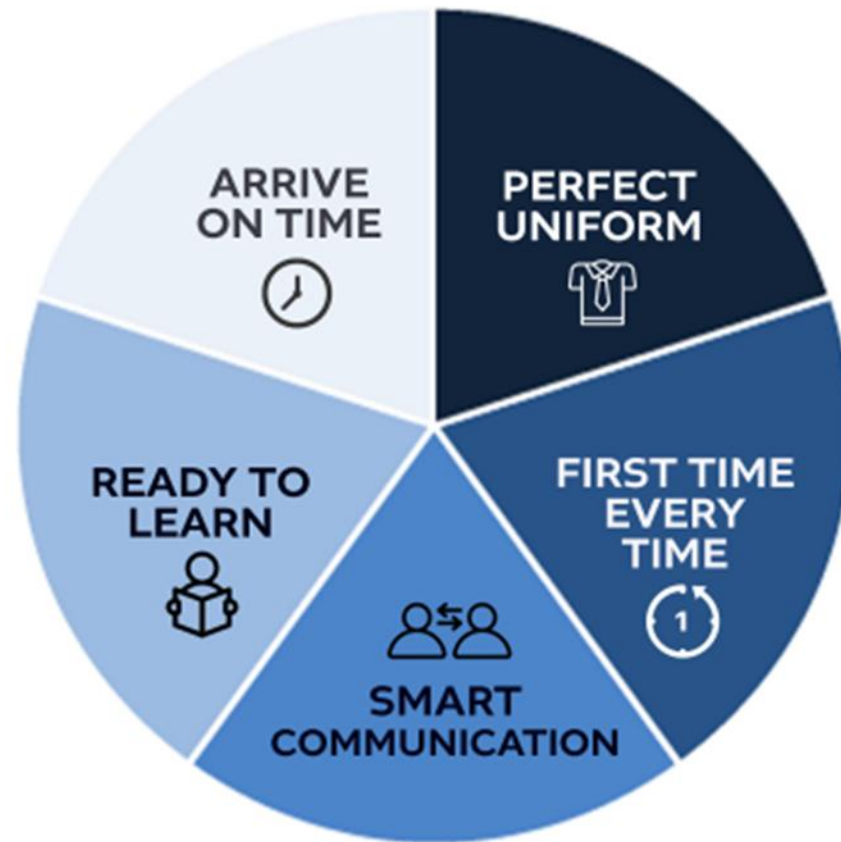 ARRIVE
ON TIME
PERFECT
UNIFORM
READY TO
LEARN
FIRST TIME
EVERY
TIME
1
SMART
COMMUNICATION